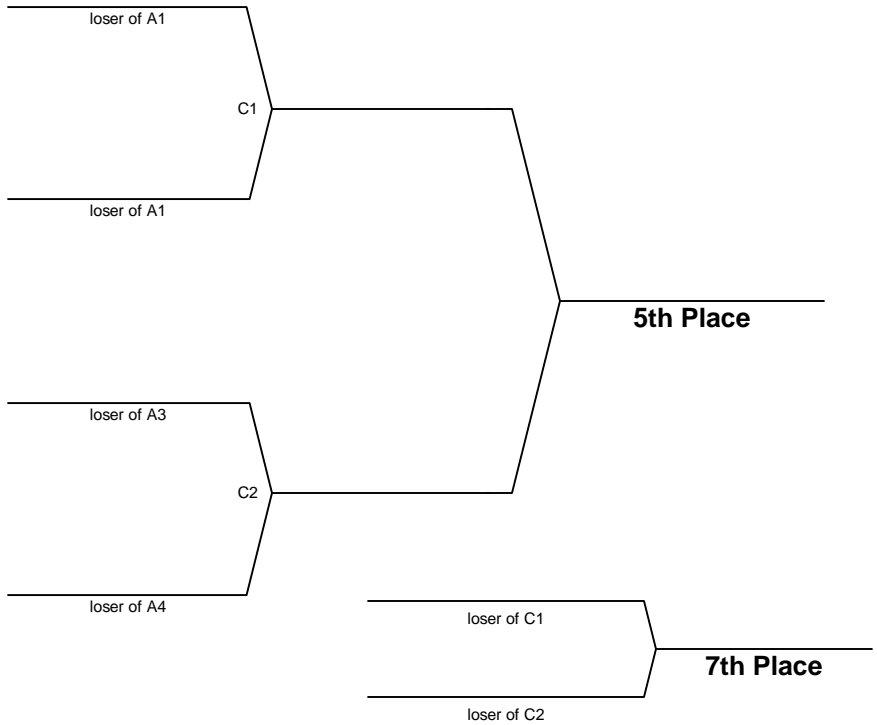 loser of A1
C1
loser of A1
5th Place
loser of A3
C2
loser of A4
loser of C1
7th Place
loser of C2